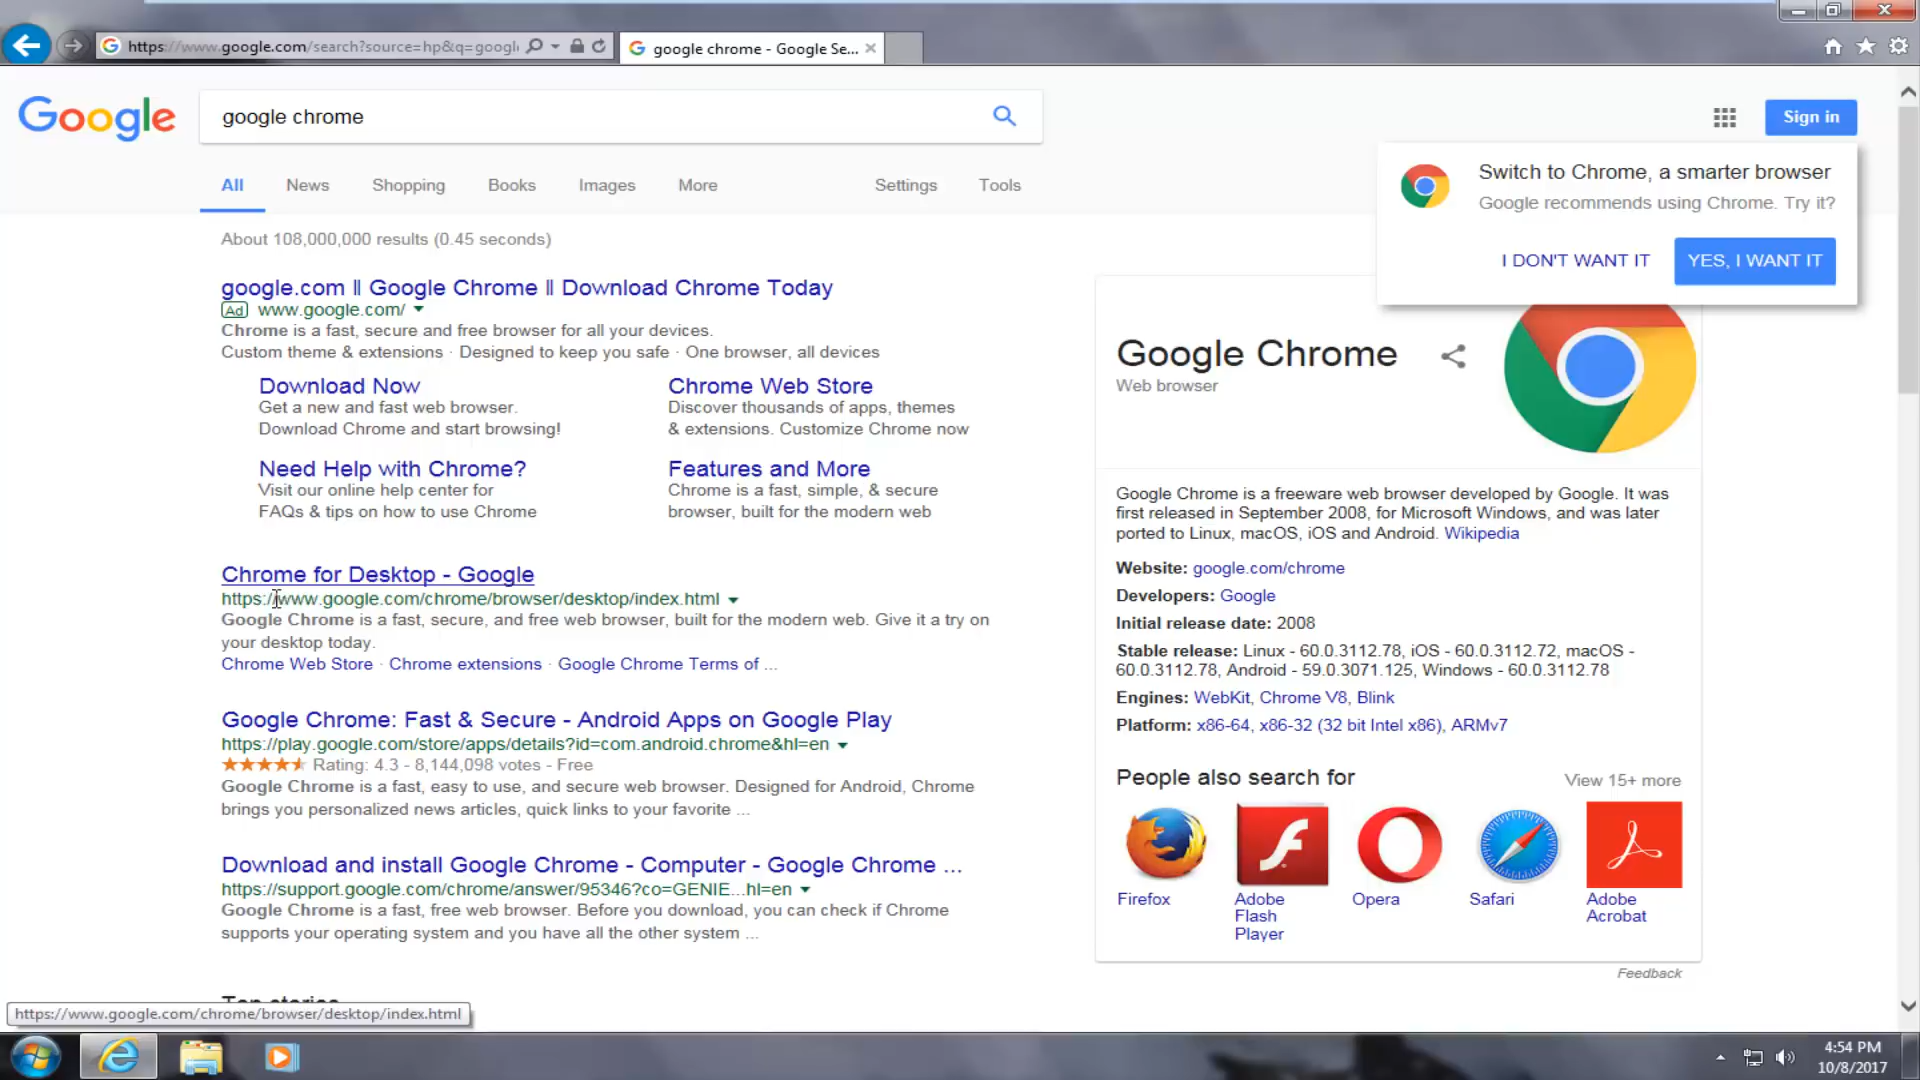 https://www.google.com/search?source=hp&q=googl
google chrome - Google Se...
Google
google chrome
Sign in
All
News
Shopping
Books
Images
More
Settings
Tools
Switch to Chrome, a smarter browser
Google recommends using Chrome. Try it?
I DON'T WANT IT
YES, I WANT IT
About 108,000,000 results (0.45 seconds)
google.com || Google Chrome || Download Chrome Today
Ad www.google.com/
Chrome is a fast, secure and free browser for all your devices.
Custom theme & extensions · Designed to keep you safe · One browser, all devices
Download Now
Get a new and fast web browser.
Download Chrome and start browsing!
Chrome Web Store
Discover thousands of apps, themes
& extensions. Customize Chrome now
Need Help with Chrome?
Visit our online help center for
FAQs & tips on how to use Chrome
Features and More
Chrome is a fast, simple, & secure
browser, built for the modern web
Chrome for Desktop - Google
https://www.google.com/chrome/browser/desktop/index.html
Google Chrome is a fast, secure, and free web browser, built for the modern web. Give it a try on
your desktop today.
Chrome Web Store · Chrome extensions · Google Chrome Terms of ...
Google Chrome: Fast & Secure - Android Apps on Google Play
https://play.google.com/store/apps/details?id=com.android.chrome&hl=en
Rating: 4.3 - 8,144,098 votes - Free
Google Chrome is a fast, easy to use, and secure web browser. Designed for Android, Chrome
brings you personalized news articles, quick links to your favorite ...
Download and install Google Chrome - Computer - Google Chrome ...
https://support.google.com/chrome/answer/95346?co=GENIE...hl=en
Google Chrome is a fast, free web browser. Before you download, you can check if Chrome
supports your operating system and you have all the other system ...
Top stories
Google Chrome
Web browser
Google Chrome is a freeware web browser developed by Google. It was
first released in September 2008, for Microsoft Windows, and was later
ported to Linux, macOS, iOS and Android. Wikipedia
Website: google.com/chrome
Developers: Google
Initial release date: 2008
Stable release: Linux - 60.0.3112.78, iOS - 60.0.3112.72, macOS -
60.0.3112.78, Android - 59.0.3071.125, Windows - 60.0.3112.78
Engines: WebKit, Chrome V8, Blink
Platform: x86-64, x86-32 (32 bit Intel x86), ARMv7
People also search for
View 15+ more
Firefox
Adobe
Flash
Player
Opera
Safari
Adobe
Acrobat
Feedback
https://www.google.com/chrome/browser/desktop/index.html
4:54 PM
10/8/2017